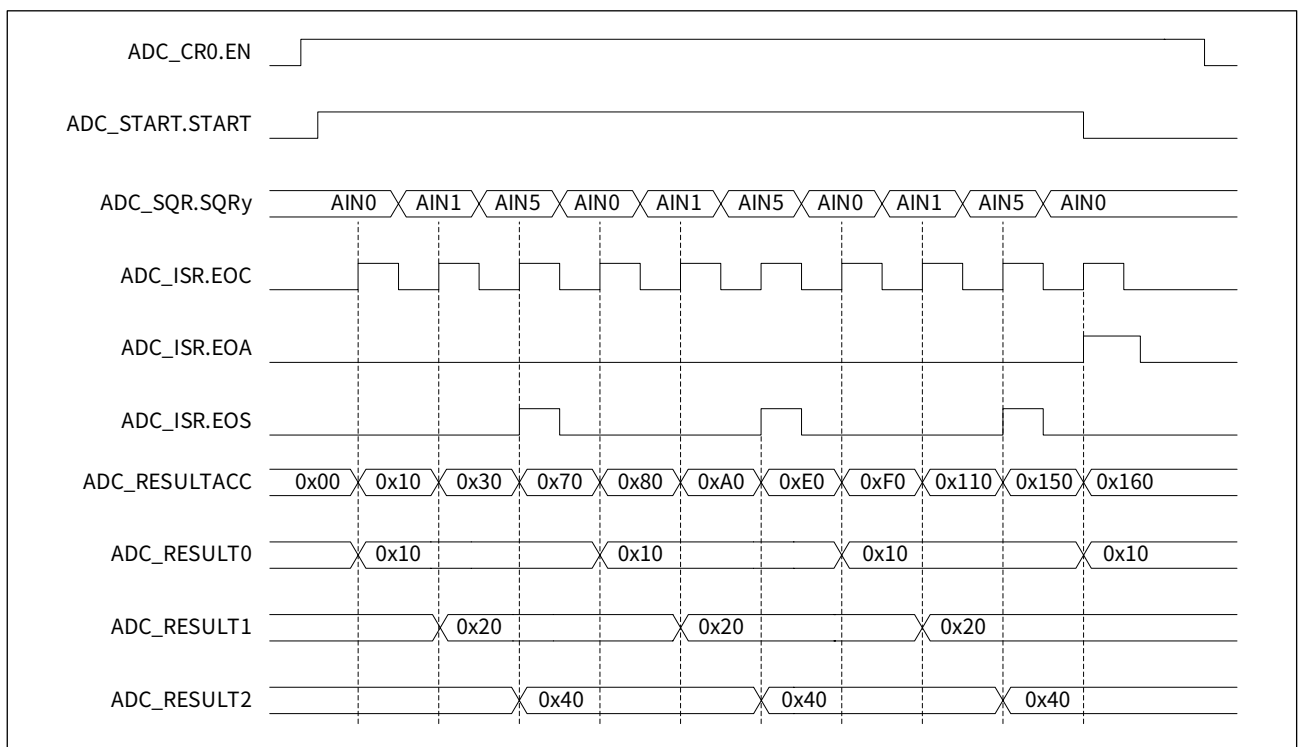 ADC_CR0.EN
ADC_START.START
ADC_SQR.SQRy AIN0 AIN1 AIN5 AIN0 AIN1 AIN5 AIN0 AIN1 AIN5 AIN0
ADC_ISR.EOC
ADC_ISR.EOA
ADC_ISR.EOS
ADC_RESULTACC 0x00 0x10 0x30 0x70 0x80 0xA0 0xE0 0xF0 0x110 0x150 0x160
ADC_RESULT0 0x10 0x10 0x10 0x10
ADC_RESULT1 0x20 0x20 0x20
ADC_RESULT2 0x40 0x40 0x40